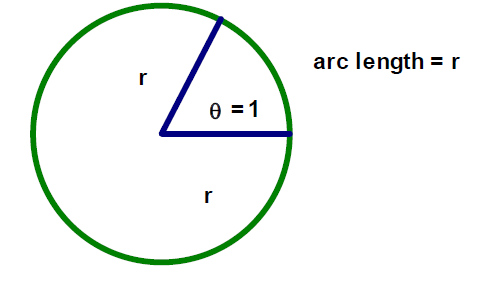 arc length = r
r
θ = 1
r